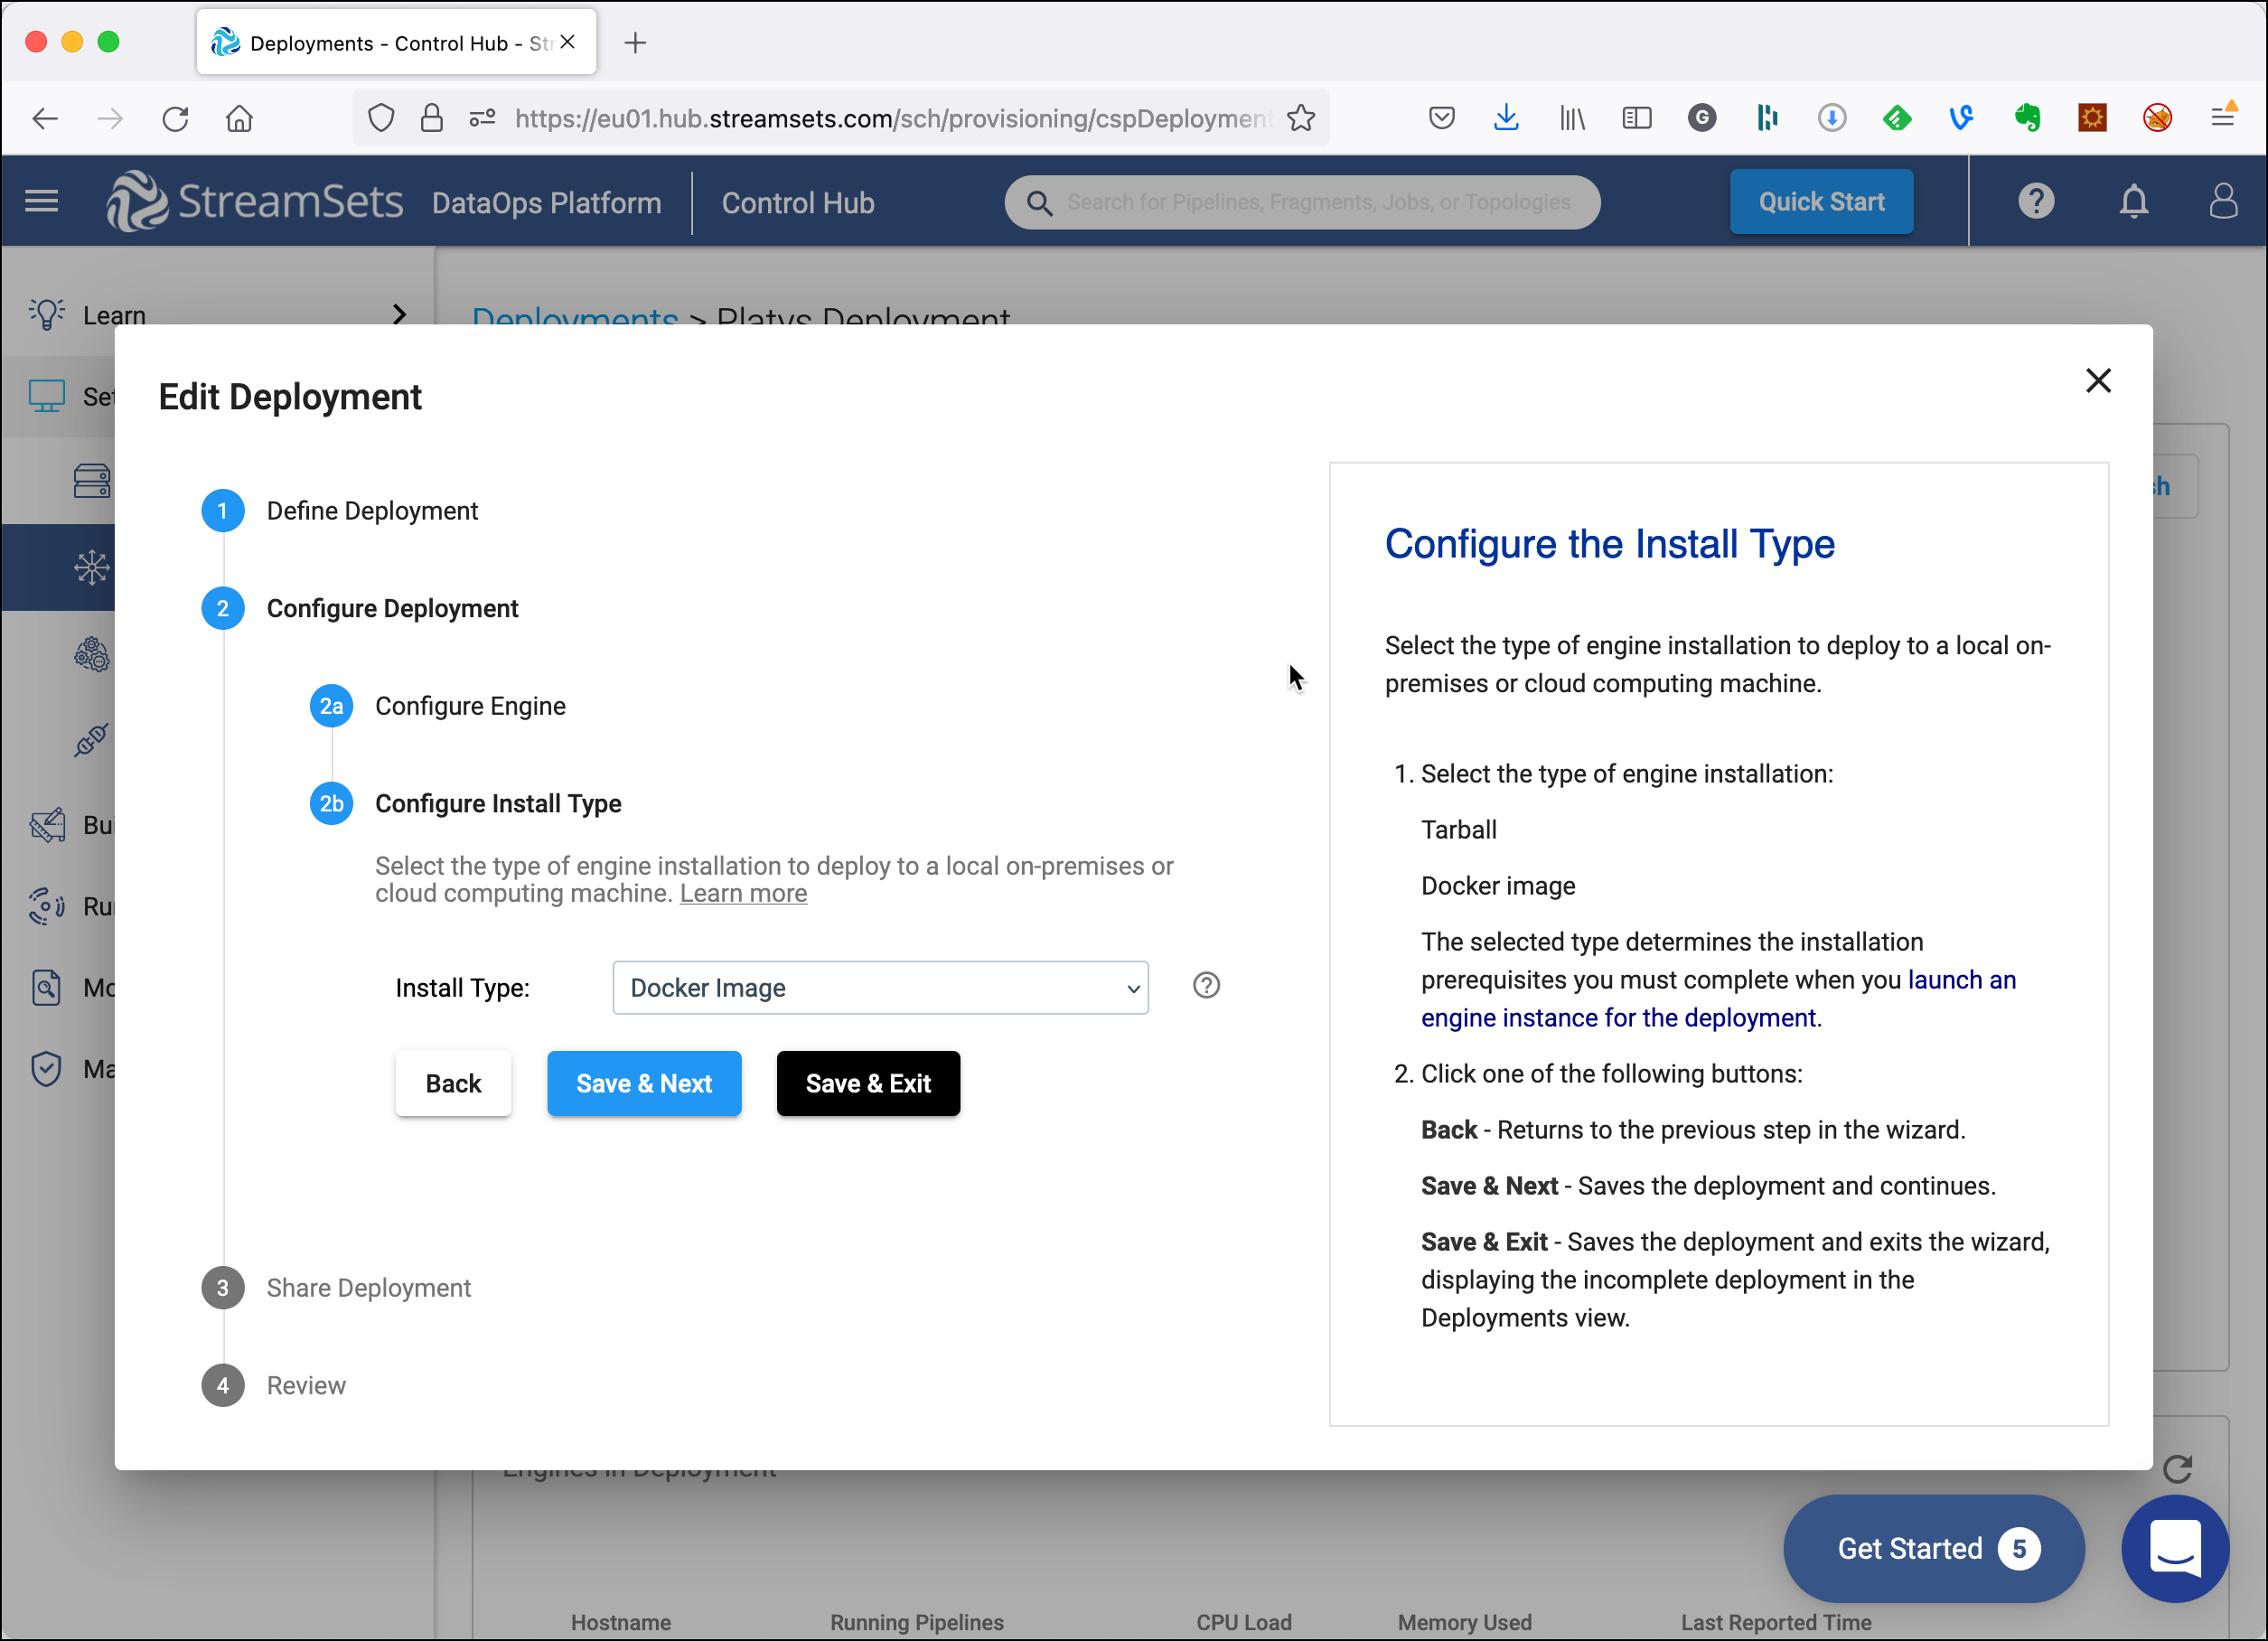 Deployments - Control Hub - Str
https://eu01.hub.streamsets.com/sch/provisioning/cspDeployment
StreamSets DataOps Platform Control Hub
Search for Pipelines, Fragments, Jobs, or Topologies
Quick Start
Learn
Deployments > Platys Deployment
Edit Deployment
1 Define Deployment
2 Configure Deployment
2a Configure Engine
2b Configure Install Type
Select the type of engine installation to deploy to a local on-premises or
cloud computing machine. Learn more
Install Type: Docker Image
Back Save & Next Save & Exit
3 Share Deployment
4 Review
Configure the Install Type
Select the type of engine installation to deploy to a local on-
premises or cloud computing machine.
1. Select the type of engine installation:
Tarball
Docker image
The selected type determines the installation
prerequisites you must complete when you launch an
engine instance for the deployment.
2. Click one of the following buttons:
Back - Returns to the previous step in the wizard.
Save & Next - Saves the deployment and continues.
Save & Exit - Saves the deployment and exits the wizard,
displaying the incomplete deployment in the
Deployments view.
Engines in Deployment
Get Started 5
Hostname Running Pipelines CPU Load Memory Used Last Reported Time